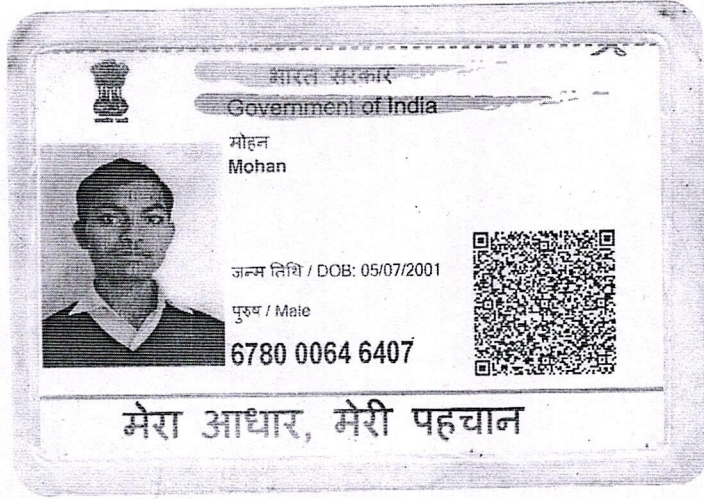 भारत सरकार
Government of India
मोहन
Mohan
जन्म तिथि / DOB: 05/07/2001
पुरुष / Male
6780 0064 6407
मेरा आधार, मेरी पहचान